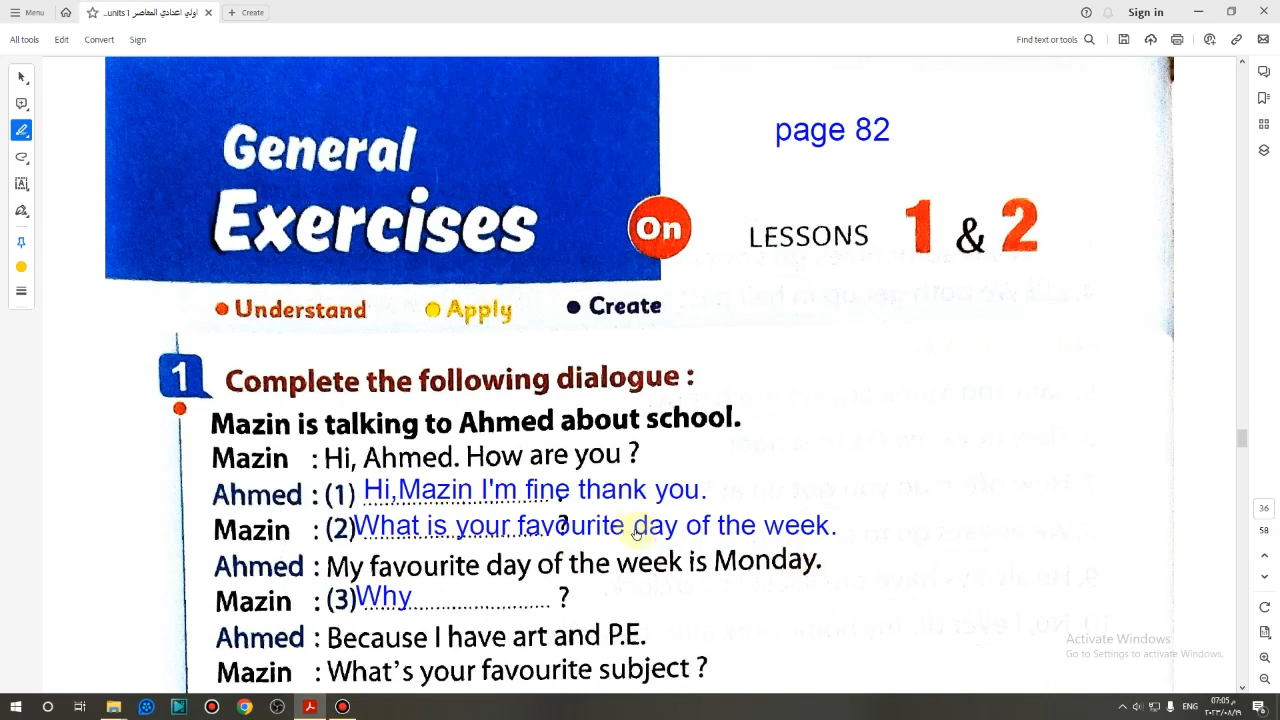 Menu
اولي اعدادي المعاصر units 1...
Create
Sign in
All tools
Edit
Convert
Sign
Find text or tools
General
Exercises
On
LESSONS 1 & 2
page 82
Understand
Apply
Create
1 Complete the following dialogue :
Mazin is talking to Ahmed about school.
Mazin : Hi, Ahmed. How are you ?
Ahmed : (1) Hi,Mazin I'm fine thank you.
Mazin : (2) What is your favourite day of the week. ?
Ahmed : My favourite day of the week is Monday.
Mazin : (3) Why ?
Ahmed : Because I have art and P.E.
Mazin : What's your favourite subject ?
36
58
Activate Windows
Go to Settings to activate Windows.
ENG
07:05 م
٢٠٢٣/٠٨/١٩